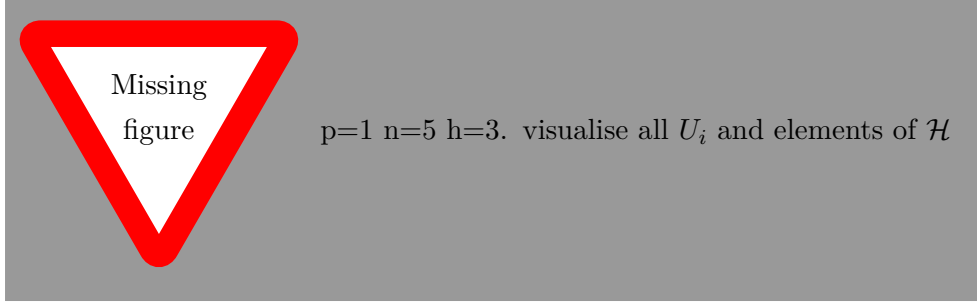 Missing
figure
p=1 n=5 h=3. visualise all $U_i$ and elements of $\mathcal{H}$